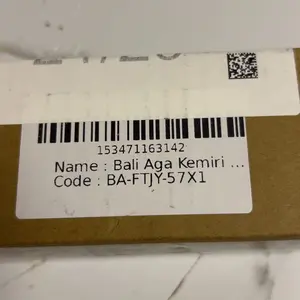 153471163142
Name : Bali Aga Kemiri ...
Code : BA-FTJY-57X1